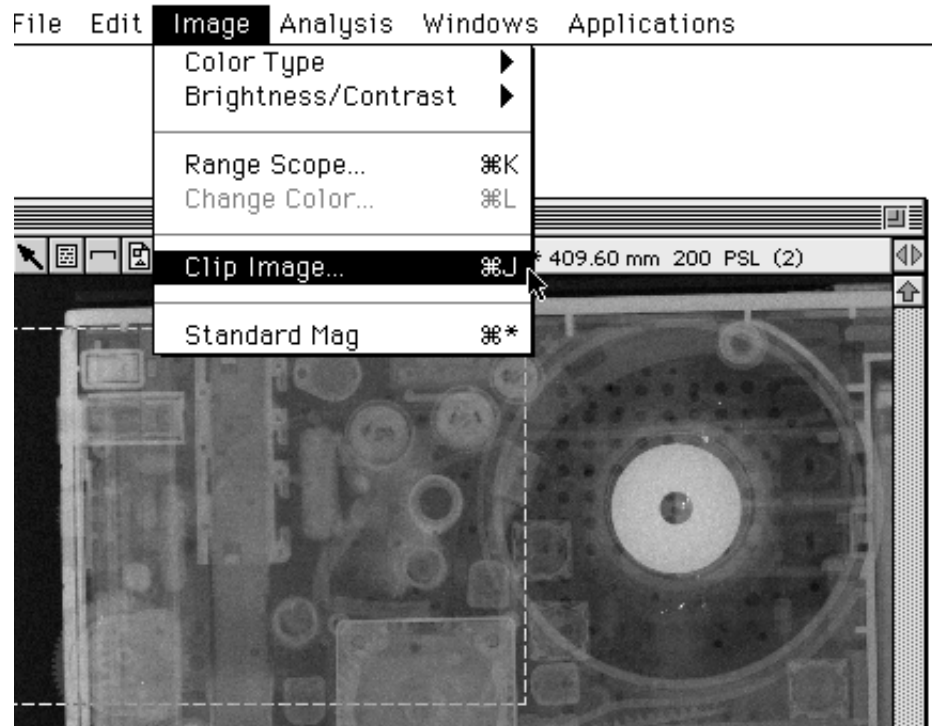 File Edit Image Analysis Windows Applications
Color Type
Brightness/Contrast
Range Scope... ⌘K
Change Color... ⌘L
Clip Image... ⌘J
* 409.60 mm 200 PSL (2)
Standard Mag ⌘*